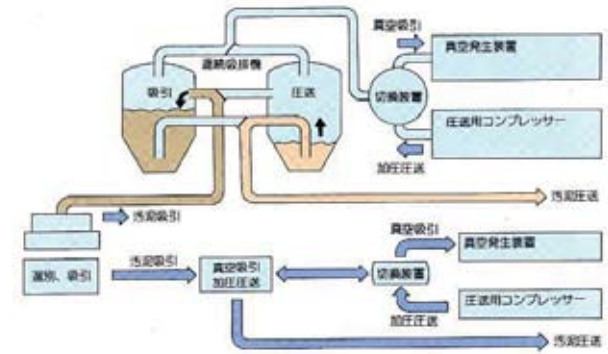 真空吸引
真空発生装置
連続吸排機
吸引
圧送
切換装置
圧送用コンプレッサー
加圧圧送
汚泥圧送
汚泥吸引
真空吸引
真空発生装置
選別、吸引
汚泥吸引
真空吸引
加圧圧送
切換装置
圧送用コンプレッサー
加圧圧送
汚泥圧送